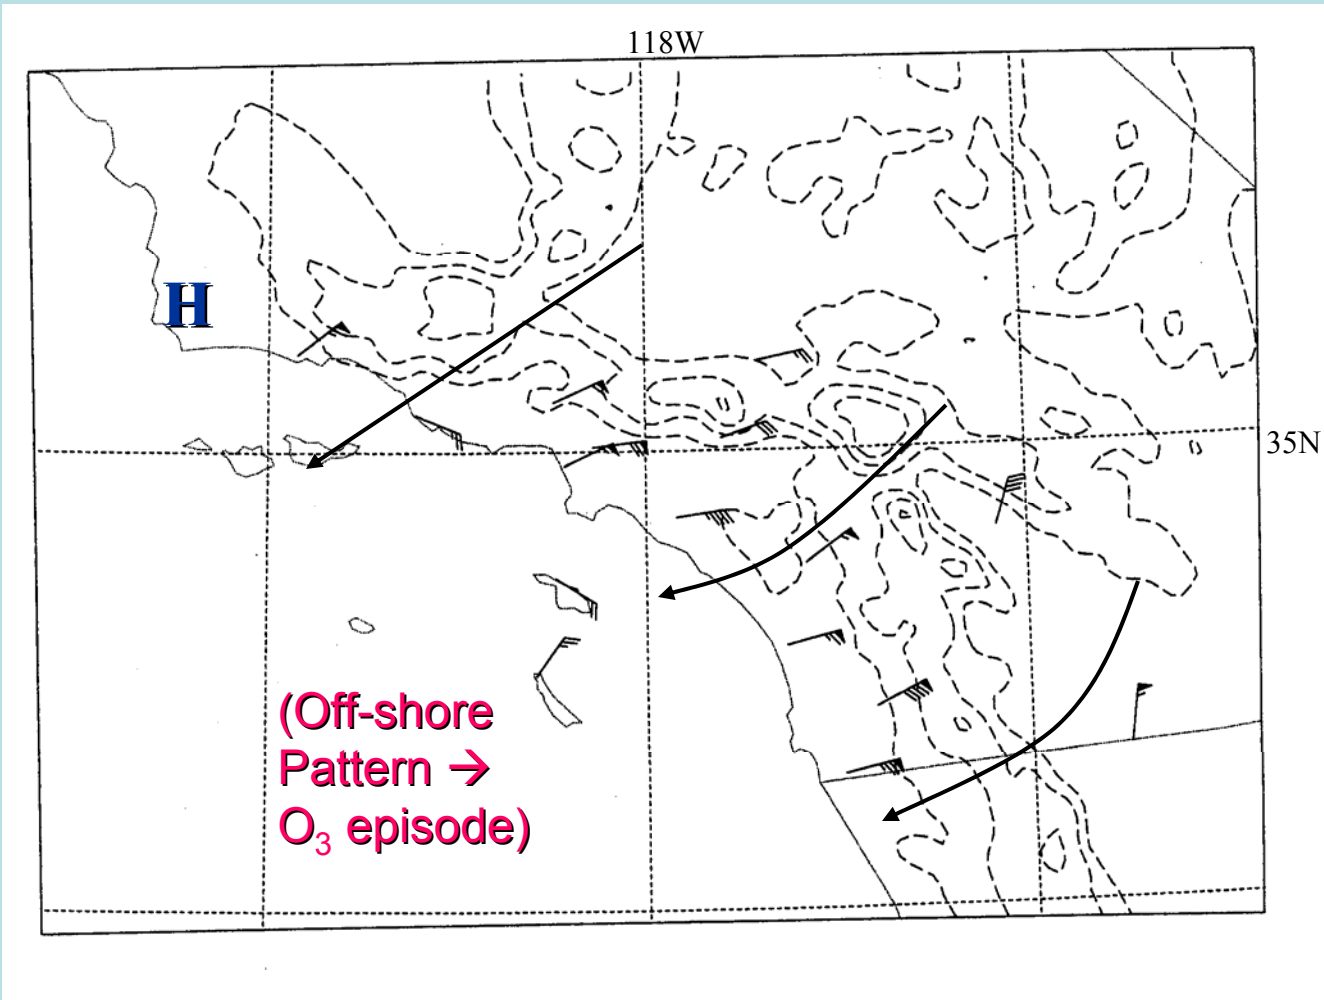 118W
H
35N
(Off-shore
Pattern →
O₃ episode)